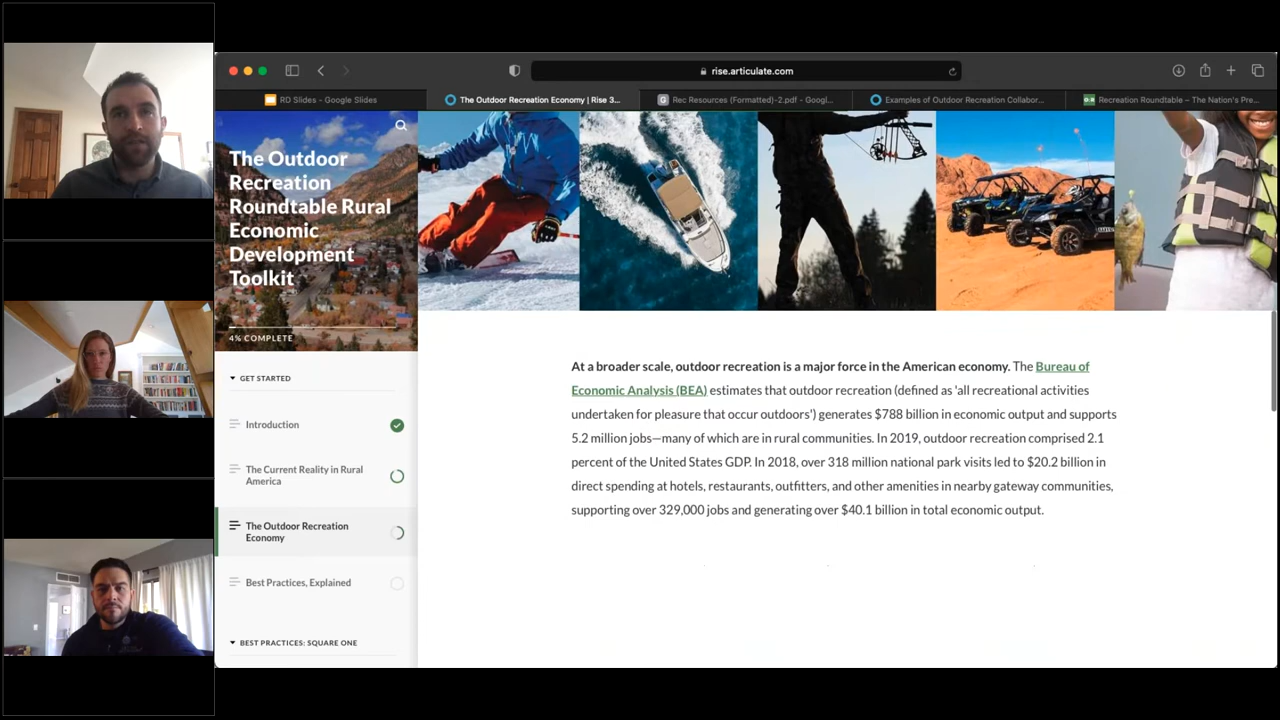 rise.articulate.com
RD Slides - Google Slides
The Outdoor Recreation Economy | Rise 3...
Rec Resources (Formatted)-2.pdf - Googl...
Examples of Outdoor Recreation Collabor...
Recreation Roundtable – The Nation's Pre...
The Outdoor
Recreation
Roundtable Rural
Economic
Development
Toolkit
4% COMPLETE
GET STARTED
Introduction
The Current Reality in Rural
America
The Outdoor Recreation
Economy
Best Practices, Explained
BEST PRACTICES: SQUARE ONE
At a broader scale, outdoor recreation is a major force in the American economy. The Bureau of
Economic Analysis (BEA) estimates that outdoor recreation (defined as 'all recreational activities
undertaken for pleasure that occur outdoors') generates $788 billion in economic output and supports
5.2 million jobs—many of which are in rural communities. In 2019, outdoor recreation comprised 2.1
percent of the United States GDP. In 2018, over 318 million national park visits led to $20.2 billion in
direct spending at hotels, restaurants, outfitters, and other amenities in nearby gateway communities,
supporting over 329,000 jobs and generating over $40.1 billion in total economic output.